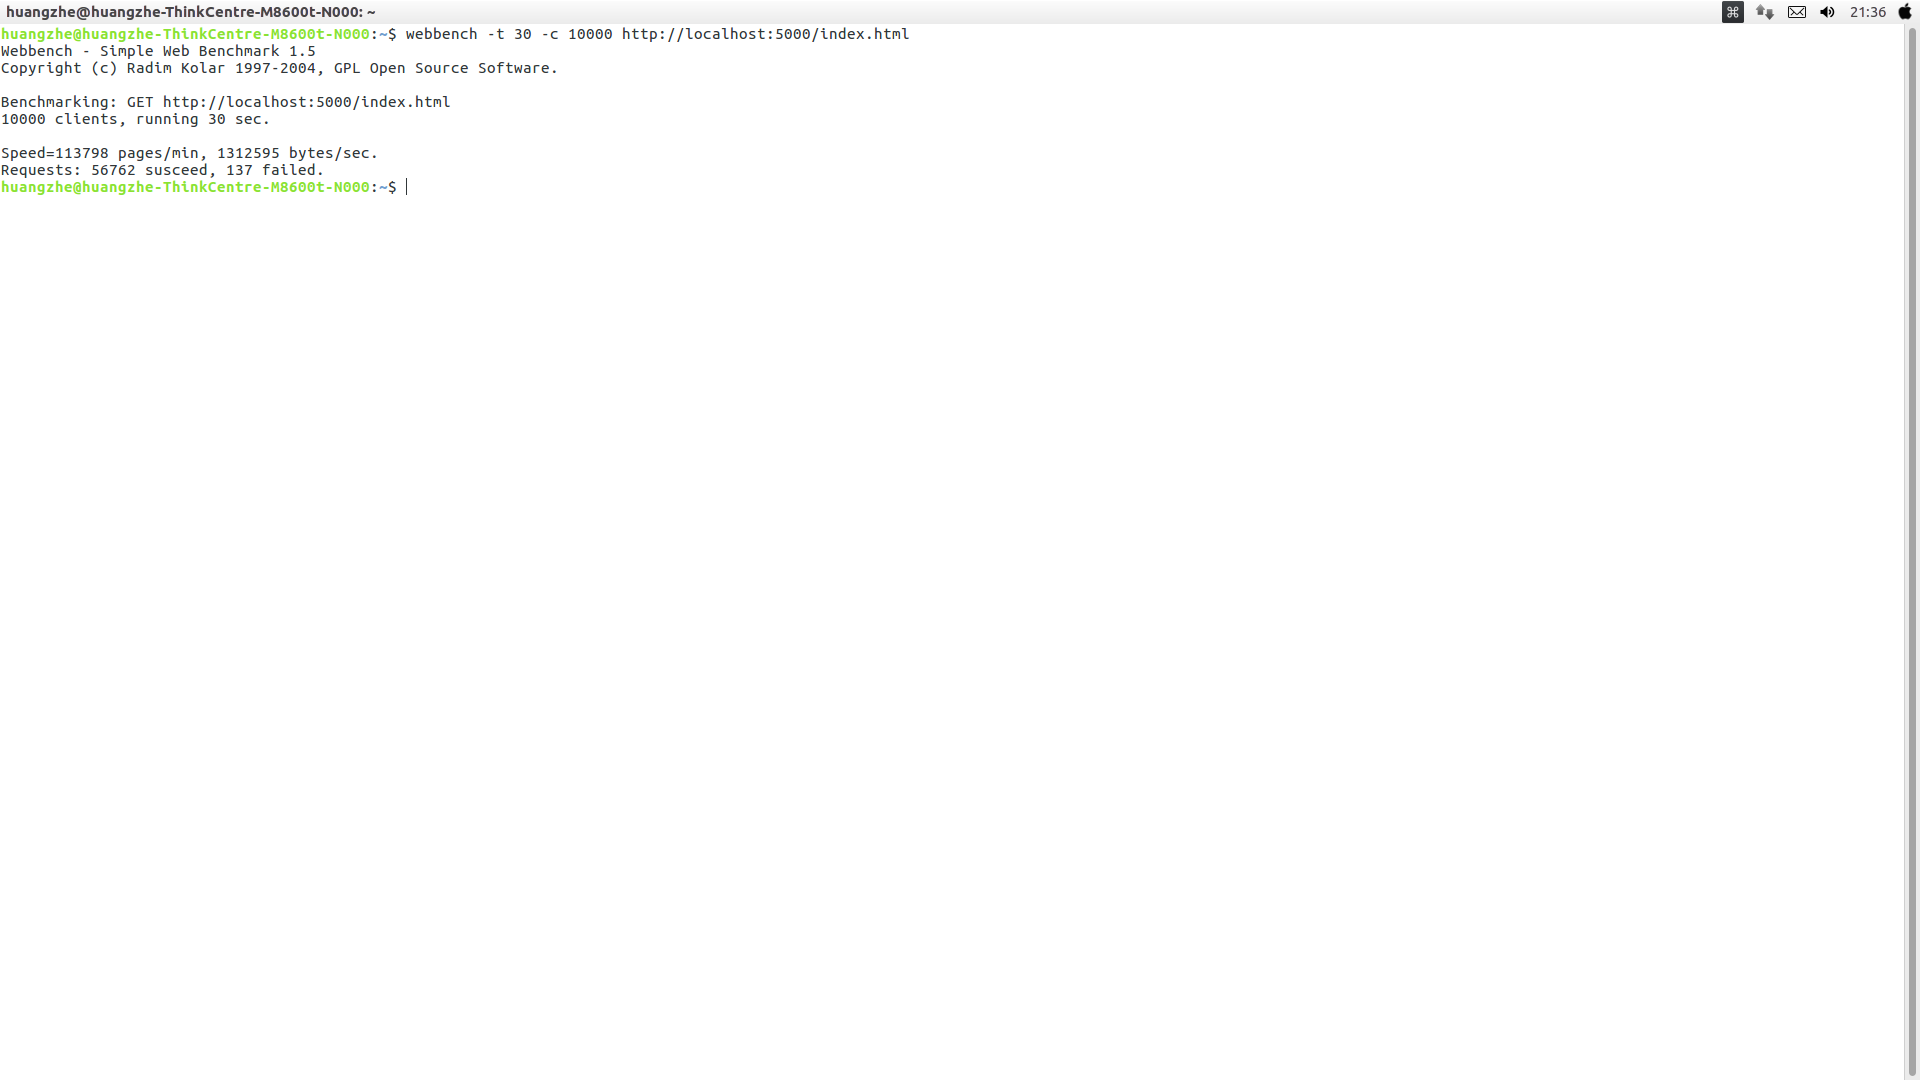 huangzhe@huangzhe-ThinkCentre-M8600t-N000: ~
21:36
huangzhe@huangzhe-ThinkCentre-M8600t-N000:~$ webbench -t 30 -c 10000 http://localhost:5000/index.html
Webbench - Simple Web Benchmark 1.5
Copyright (c) Radim Kolar 1997-2004, GPL Open Source Software.
Benchmarking: GET http://localhost:5000/index.html
10000 clients, running 30 sec.
Speed=113798 pages/min, 1312595 bytes/sec.
Requests: 56762 susceed, 137 failed.
huangzhe@huangzhe-ThinkCentre-M8600t-N000:~$